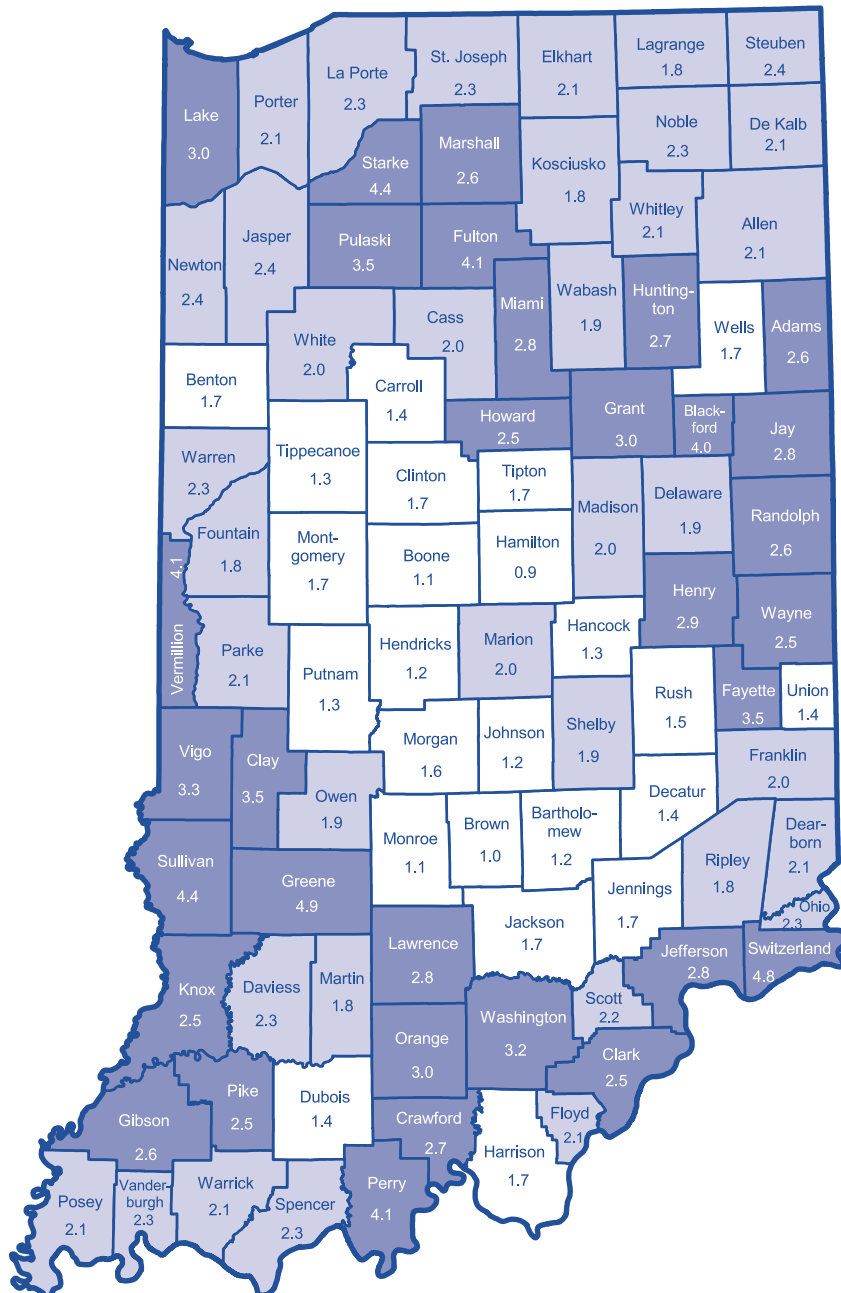 Lake
3.0
Porter
2.1
La Porte
2.3
St. Joseph
2.3
Elkhart
2.1
Lagrange
1.8
Steuben
2.4
Noble
2.3
De Kalb
2.1
Starke
4.4
Marshall
2.6
Kosciusko
1.8
Whitley
2.1
Allen
2.1
Newton
2.4
Jasper
2.4
Pulaski
3.5
Fulton
4.1
Miami
2.8
Wabash
1.9
Hunting-
ton
2.7
Wells
1.7
Adams
2.6
White
2.0
Cass
2.0
Benton
1.7
Carroll
1.4
Howard
2.5
Grant
3.0
Black-
ford
4.0
Jay
2.8
Warren
2.3
Tippecanoe
1.3
Clinton
1.7
Tipton
1.7
Madison
2.0
Delaware
1.9
Randolph
2.6
Fountain
1.8
Mont-
gomery
1.7
Boone
1.1
Hamilton
0.9
Henry
2.9
Wayne
2.5
Vermillion
4.1
Parke
2.1
Putnam
1.3
Hendricks
1.2
Marion
2.0
Hancock
1.3
Rush
1.5
Fayette
3.5
Union
1.4
Vigo
3.3
Clay
3.5
Owen
1.9
Morgan
1.6
Johnson
1.2
Shelby
1.9
Franklin
2.0
Decatur
1.4
Sullivan
4.4
Greene
4.9
Monroe
1.1
Brown
1.0
Bartholo-
mew
1.2
Jennings
1.7
Ripley
1.8
Dear-
born
2.1
Ohio
2.3
Jackson
1.7
Lawrence
2.8
Jefferson
2.8
Switzerland
4.8
Knox
2.5
Daviess
2.3
Martin
1.8
Orange
3.0
Washington
3.2
Scott
2.2
Clark
2.5
Gibson
2.6
Pike
2.5
Dubois
1.4
Crawford
2.7
Floyd
2.1
Harrison
1.7
Posey
2.1
Vander-
burgh
2.3
Warrick
2.1
Spencer
2.3
Perry
4.1